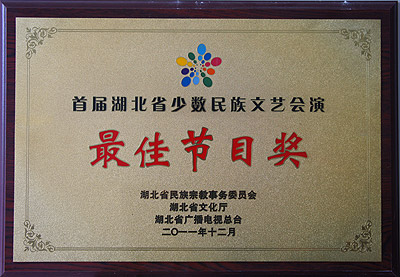 首届湖北省少数民族文艺会演
最佳节目奖
湖北省民族宗教事务委员会
湖北省文化厅
湖北省广播电视总台
二〇一一年十二月